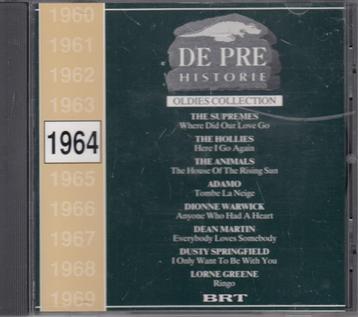 1960
1961
1962
1963
1964
1965
1966
1967
1968
1969
DE PRE
HISTORIE
OLDIES COLLECTION
THE SUPREMES
Where Did Our Love Go
THE HOLLIES
Here I Go Again
THE ANIMALS
The House Of The Rising Sun
ADAMO
Tombe La Neige
DIONNE WARWICK
Anyone Who Had A Heart
DEAN MARTIN
Everybody Loves Somebody
DUSTY SPRINGFIELD
I Only Want To Be With You
LORNE GREENE
Ringo
BRT